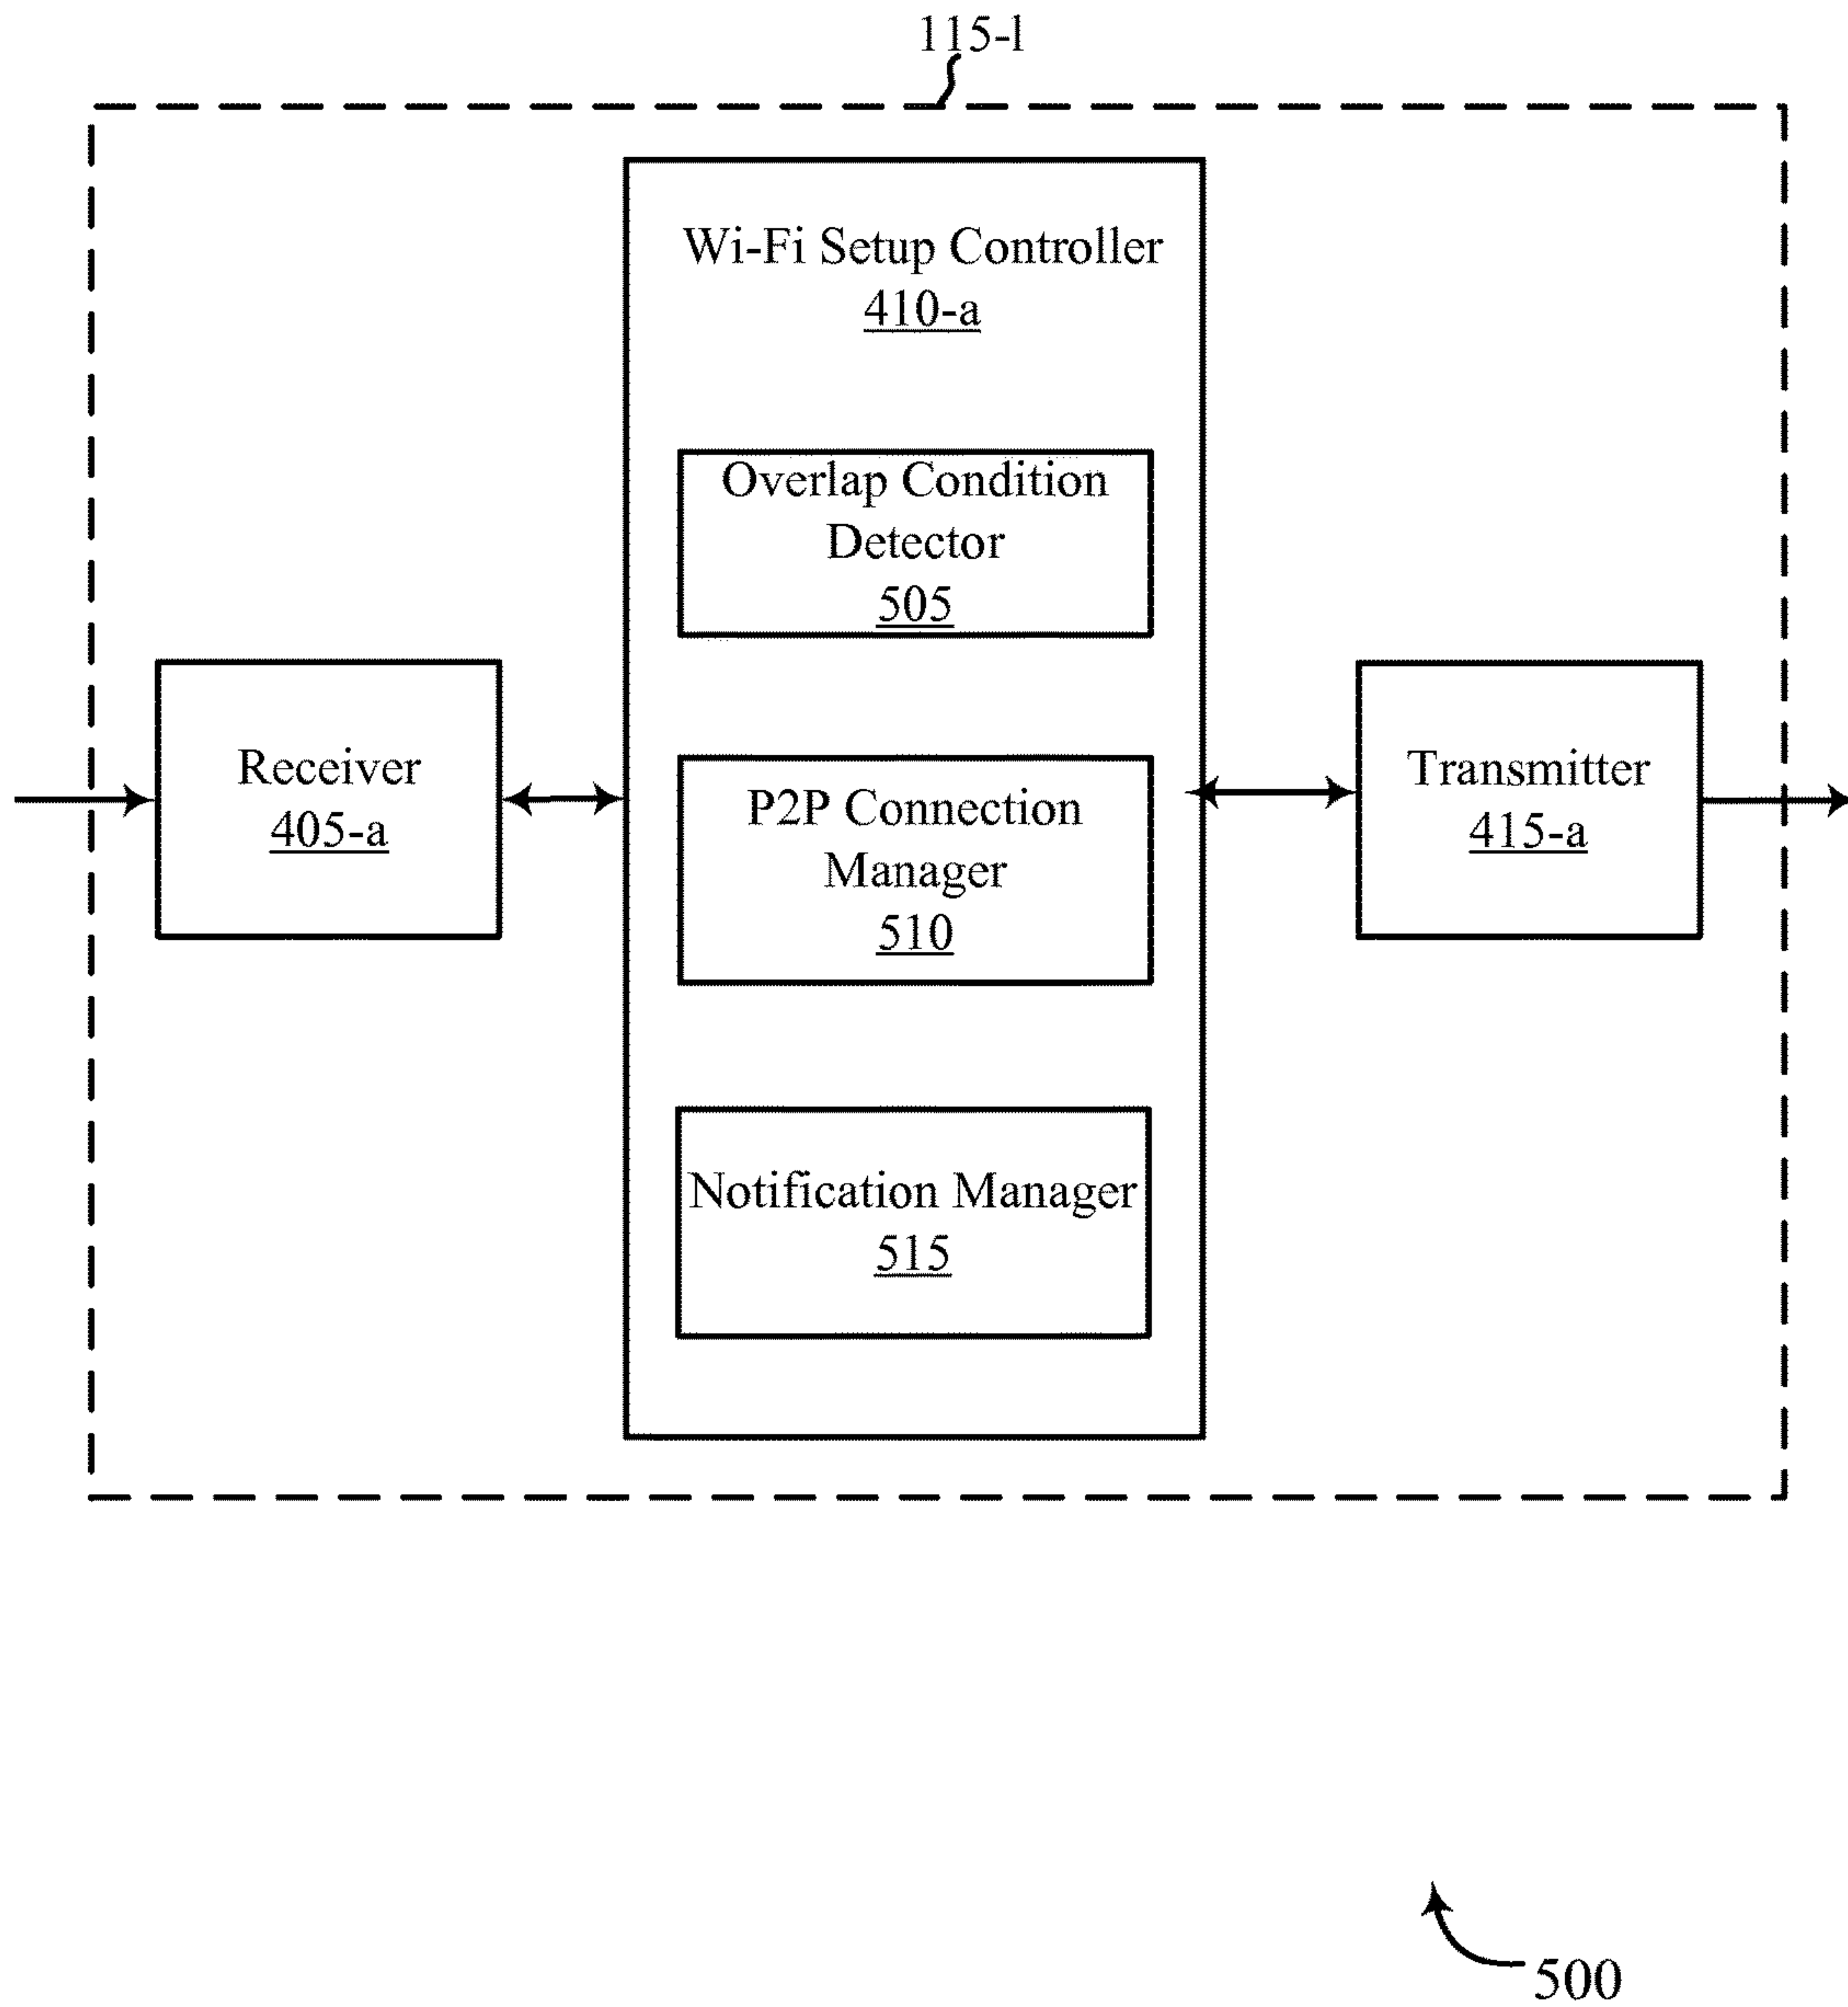 115-l
Wi-Fi Setup Controller
410-a
Overlap Condition
Detector
505
Receiver
405-a
P2P Connection
Manager
510
Transmitter
415-a
Notification Manager
515
500